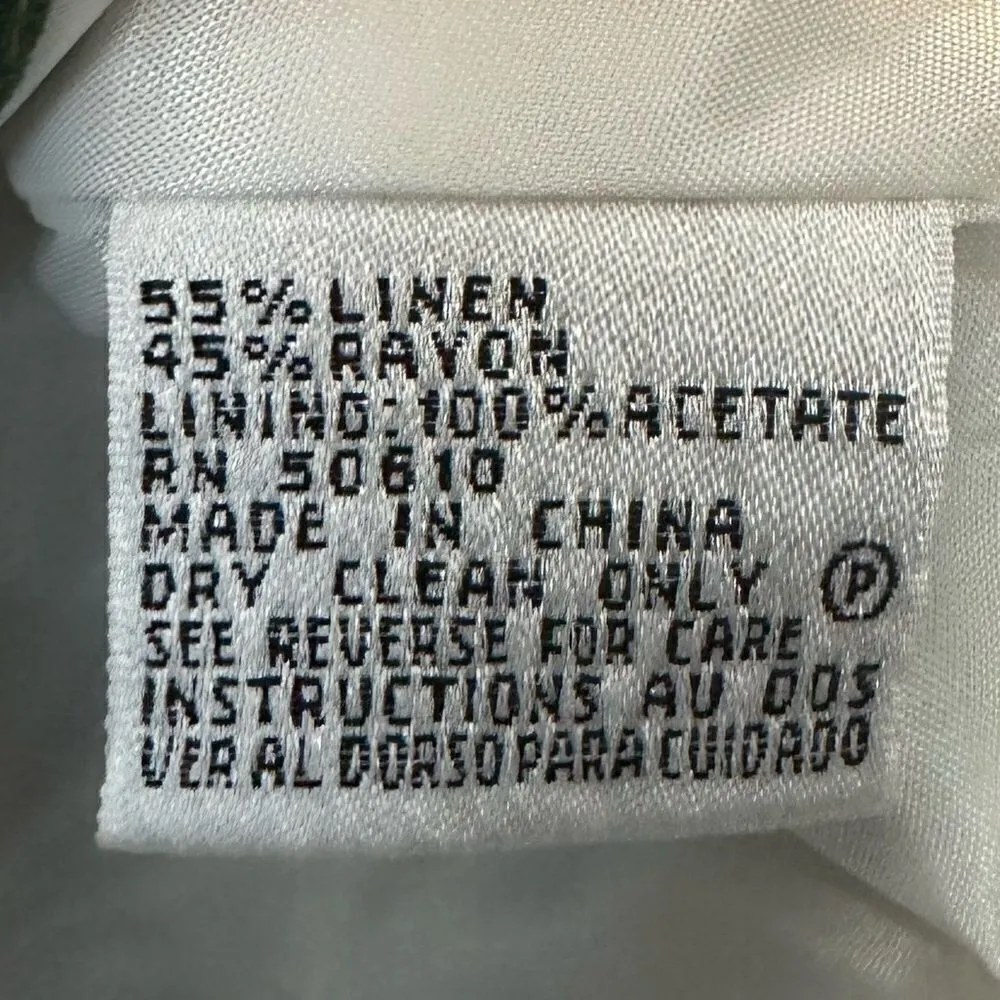 55% LINEN
45% RAYON
LINING: 100% ACETATE
RN 50610
MADE IN CHINA
DRY CLEAN ONLY Ⓟ
SEE REVERSE FOR CARE
INSTRUCTIONS AU DOS
VER AL DORSO PARA CUIDADO